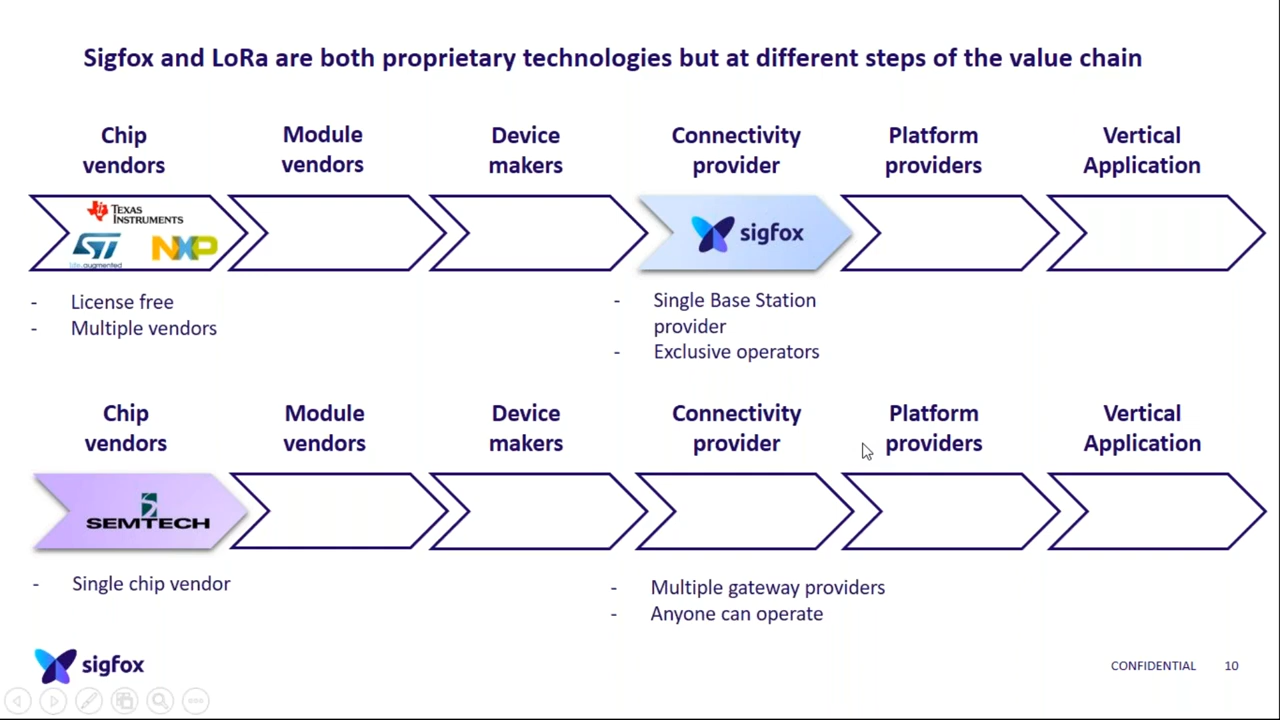 Sigfox and LoRa are both proprietary technologies but at different steps of the value chain
Chip
vendors
Module
vendors
Device
makers
Connectivity
provider
Platform
providers
Vertical
Application
TEXAS
INSTRUMENTS
ST
life.augmented
NXP
sigfox
- License free
- Multiple vendors
- Single Base Station
provider
- Exclusive operators
Chip
vendors
Module
vendors
Device
makers
Connectivity
provider
Platform
providers
Vertical
Application
SEMTECH
- Single chip vendor
- Multiple gateway providers
- Anyone can operate
sigfox
CONFIDENTIAL 10